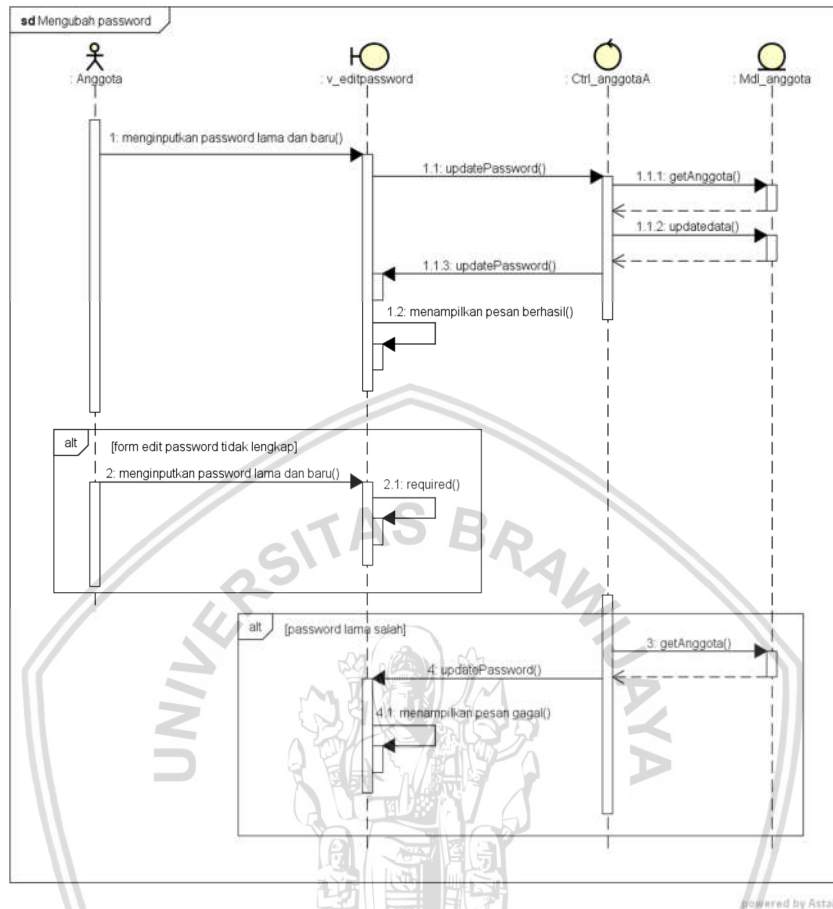 sd Mengubah password
: Anggota
: v_editpassword
: Ctrl_anggotaA
: Mdl_anggota
1: menginputkan password lama dan baru()
1.1: updatePassword()
1.1.1: getAnggota()
1.1.2: updatedata()
1.1.3: updatePassword()
1.2: menampilkan pesan berhasil()
alt
[form edit password tidak lengkap]
2: menginputkan password lama dan baru()
2.1: required()
UNIVERSITAS BRAWIJAYA
alt
[password lama salah]
3: getAnggota()
4: updatePassword()
4.1: menampilkan pesan gagal()
powered by Asta